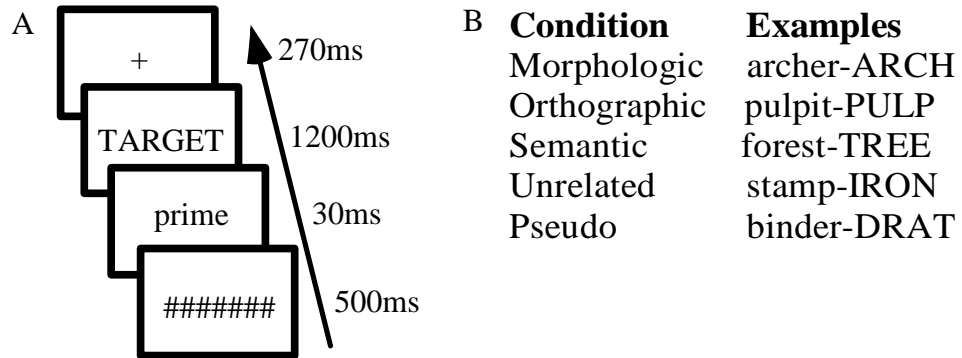 A
+
270ms
TARGET
1200ms
prime
30ms
#######
500ms
B
Condition Examples
Morphologic archer-ARCH
Orthographic pulpit-PULP
Semantic forest-TREE
Unrelated stamp-IRON
Pseudo binder-DRAT